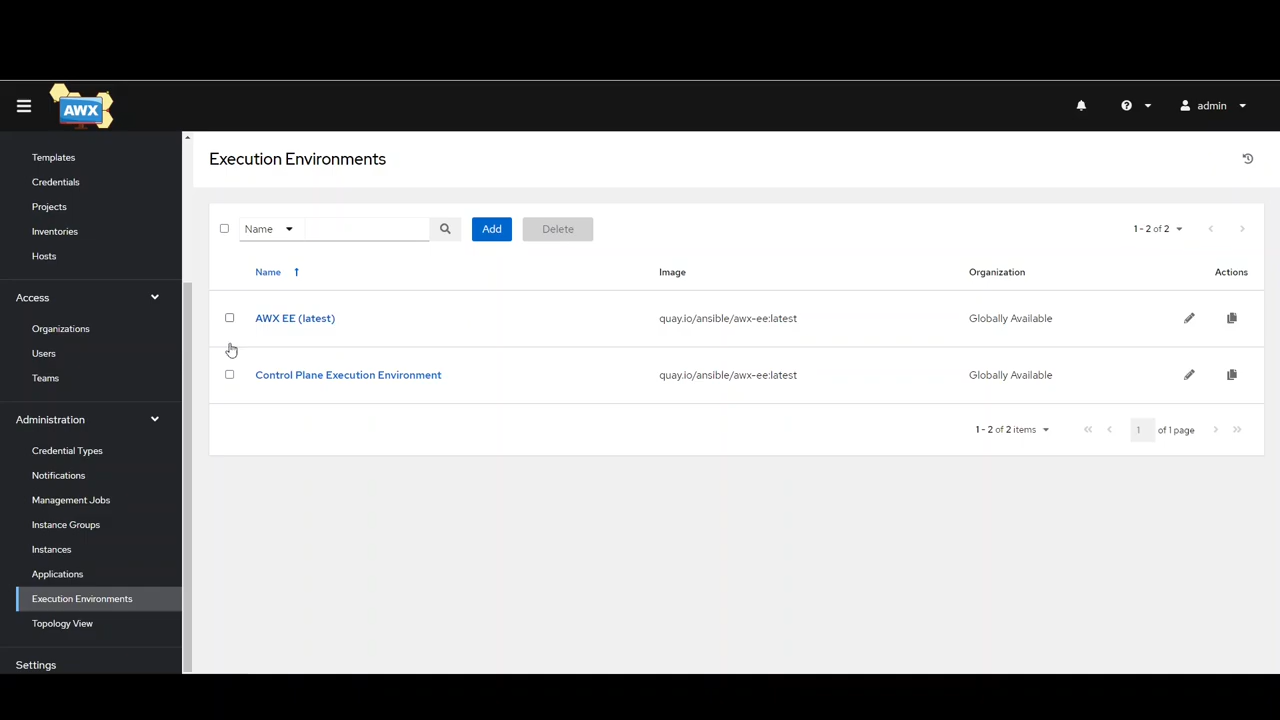 AWX
admin
Templates
Credentials
Projects
Inventories
Hosts
Access
Organizations
Users
Teams
Administration
Credential Types
Notifications
Management Jobs
Instance Groups
Instances
Applications
Execution Environments
Topology View
Settings
Execution Environments
Name Add Delete 1 - 2 of 2
Name Image Organization Actions
AWX EE (latest) quay.io/ansible/awx-ee:latest Globally Available
Control Plane Execution Environment quay.io/ansible/awx-ee:latest Globally Available
1 - 2 of 2 items 1 of 1 page